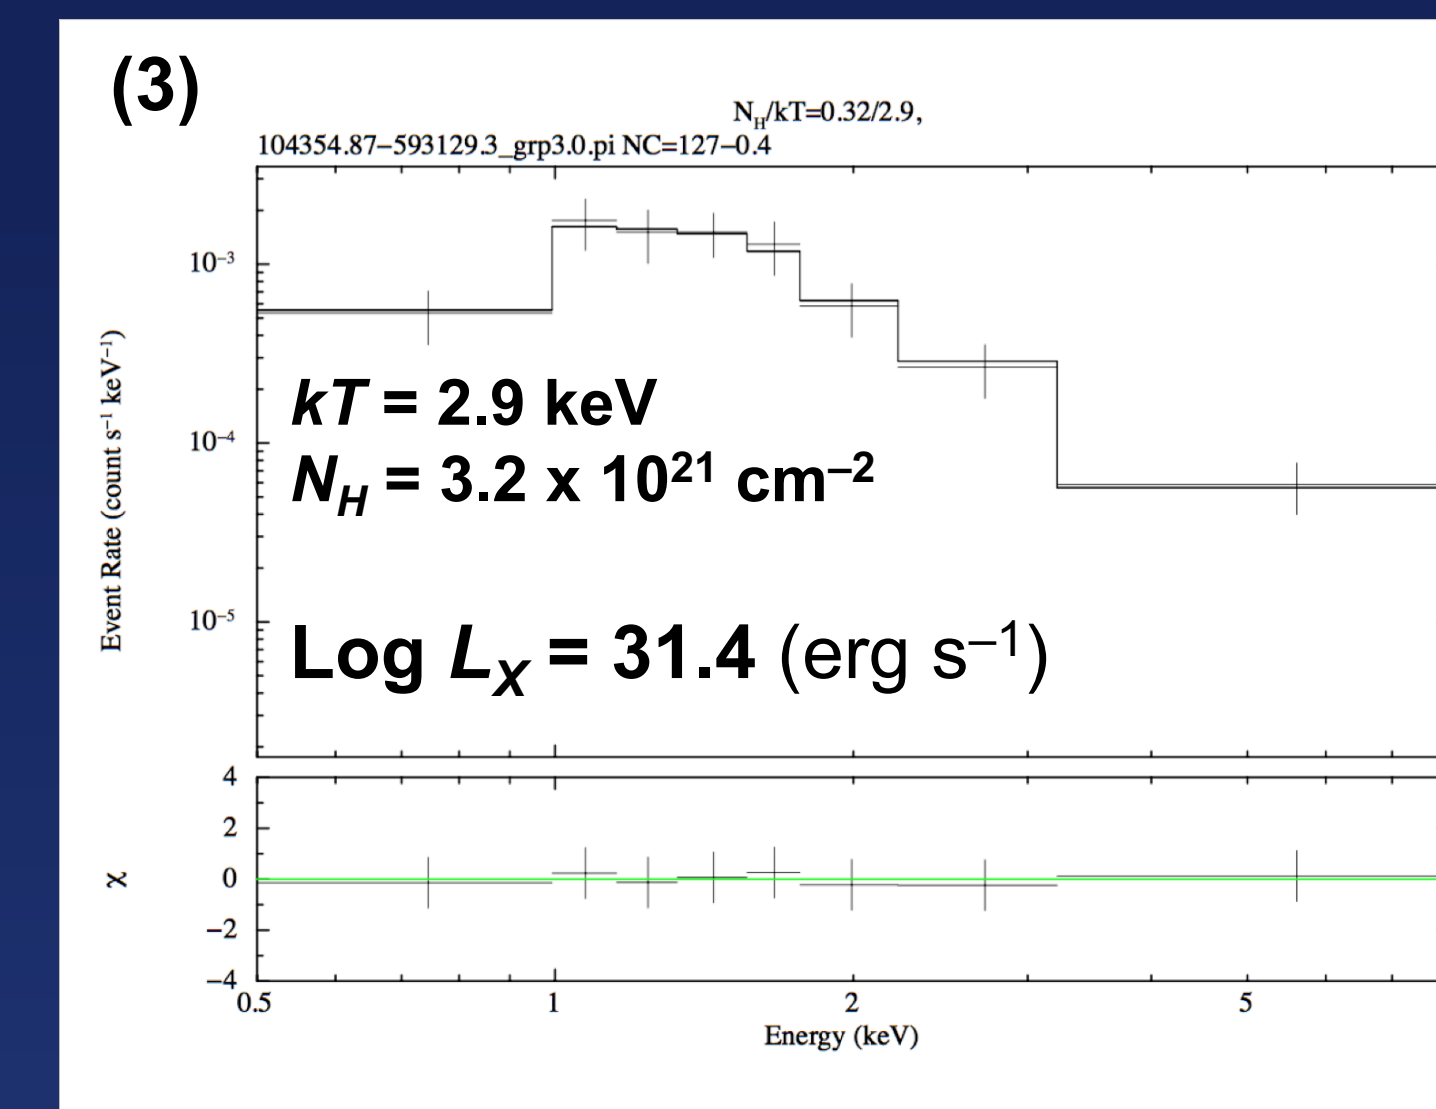 (3)
N_H/kT=0.32/2.9,
104354.87–593129.3_grp3.0.pi NC=127–0.4
10⁻³
kT = 2.9 keV
10⁻⁴
N_H = 3.2 x 10²¹ cm⁻²
10⁻⁵
Log L_X = 31.4 (erg s⁻¹)
Event Rate (count s⁻¹ keV⁻¹)
4
2
0
−2
−4
χ
0.5 1 2 5
Energy (keV)